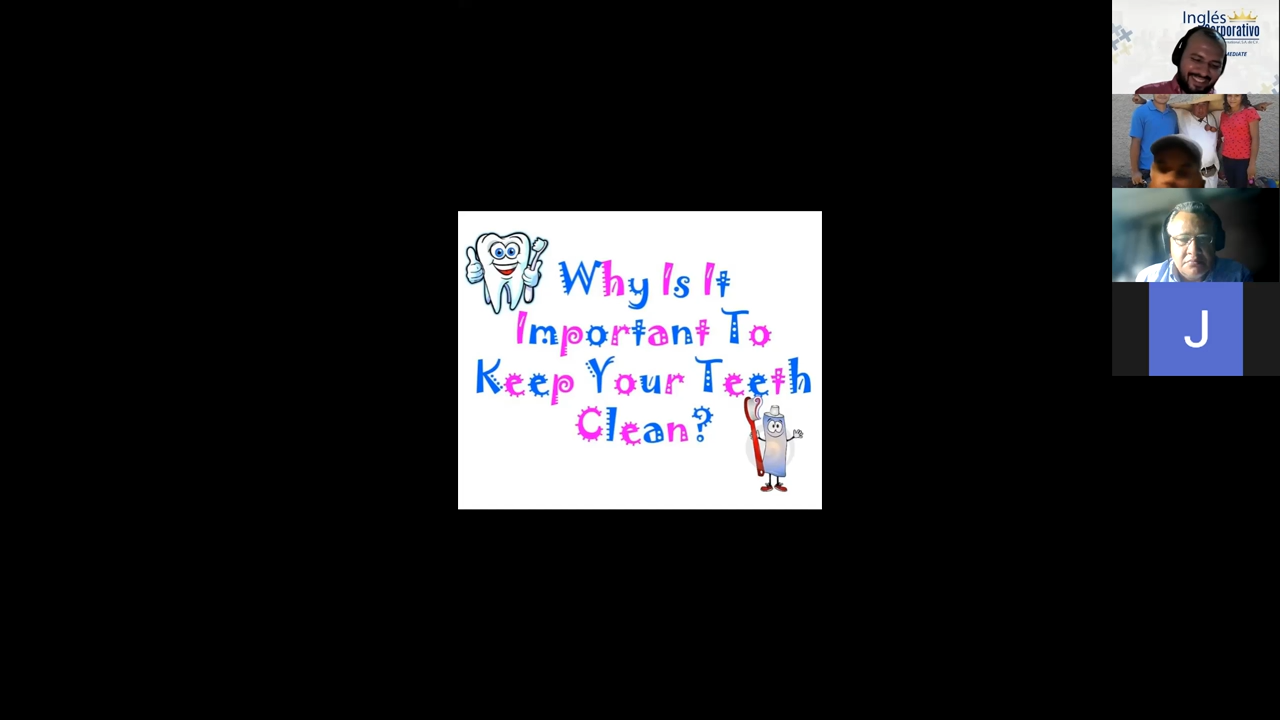 Why Is It
Important To
Keep Your Teeth
Clean?
Inglés
Corporativo
J